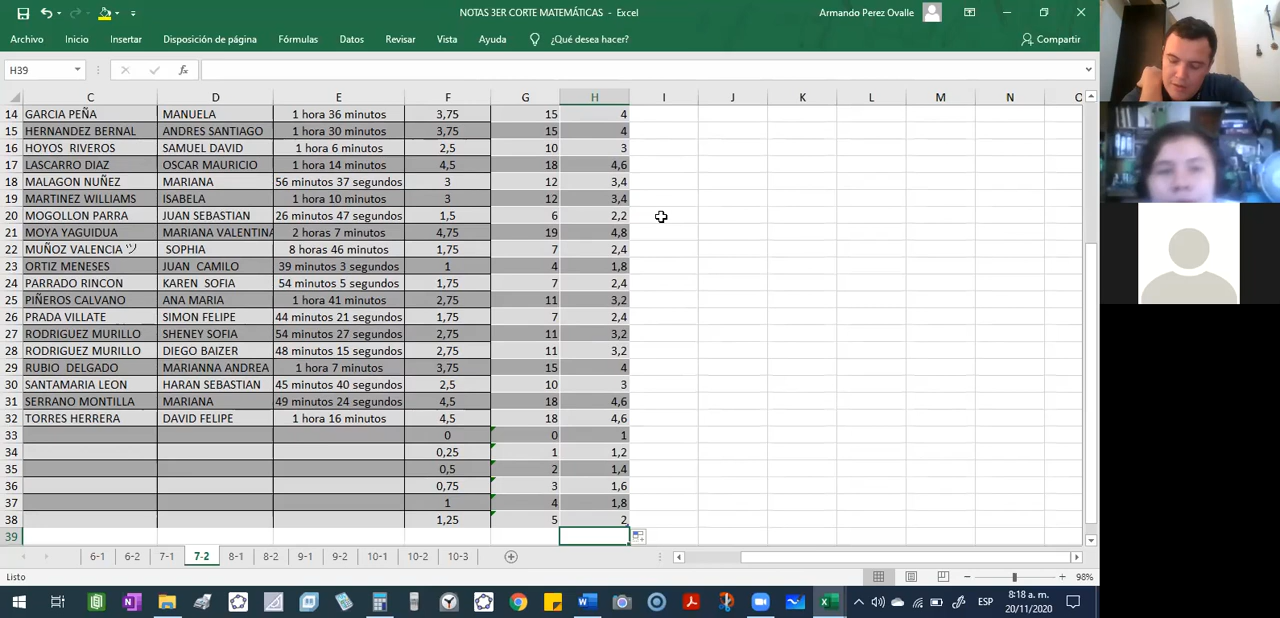 NOTAS 3ER CORTE MATEMÁTICAS - Excel
Armando Perez Ovalle
Archivo Inicio Insertar Disposición de página Fórmulas Datos Revisar Vista Ayuda ¿Qué desea hacer? Compartir
H39 fx
C D E F G H I J K L M N O
14 GARCIA PEÑA MANUELA 1 hora 36 minutos 3,75 15 4
15 HERNANDEZ BERNAL ANDRES SANTIAGO 1 hora 30 minutos 3,75 15 4
16 HOYOS RIVEROS SAMUEL DAVID 1 hora 6 minutos 2,5 10 3
17 LASCARRO DIAZ OSCAR MAURICIO 1 hora 14 minutos 4,5 18 4,6
18 MALAGON NUÑEZ MARIANA 56 minutos 37 segundos 3 12 3,4
19 MARTINEZ WILLIAMS ISABELA 1 hora 10 minutos 3 12 3,4
20 MOGOLLON PARRA JUAN SEBASTIAN 26 minutos 47 segundos 1,5 6 2,2
21 MOYA YAGUIDUA MARIANA VALENTINA 2 horas 7 minutos 4,75 19 4,8
22 MUÑOZ VALENCIA ツ SOPHIA 8 horas 46 minutos 1,75 7 2,4
23 ORTIZ MENESES JUAN CAMILO 39 minutos 3 segundos 1 4 1,8
24 PARRADO RINCON KAREN SOFIA 54 minutos 5 segundos 1,75 7 2,4
25 PIÑEROS CALVANO ANA MARIA 1 hora 41 minutos 2,75 11 3,2
26 PRADA VILLATE SIMON FELIPE 44 minutos 21 segundos 1,75 7 2,4
27 RODRIGUEZ MURILLO SHENEY SOFIA 54 minutos 27 segundos 2,75 11 3,2
28 RODRIGUEZ MURILLO DIEGO BAIZER 48 minutos 15 segundos 2,75 11 3,2
29 RUBIO DELGADO MARIANNA ANDREA 1 hora 7 minutos 3,75 15 4
30 SANTAMARIA LEON HARAN SEBASTIAN 45 minutos 40 segundos 2,5 10 3
31 SERRANO MONTILLA MARIANA 49 minutos 24 segundos 4,5 18 4,6
32 TORRES HERRERA DAVID FELIPE 1 hora 16 minutos 4,5 18 4,6
33 0 0 1
34 0,25 1 1,2
35 0,5 2 1,4
36 0,75 3 1,6
37 1 4 1,8
38 1,25 5 2
39
6-1 6-2 7-1 7-2 8-1 8-2 9-1 9-2 10-1 10-2 10-3
Listo 98%
ESP 8:18 a. m.
20/11/2020